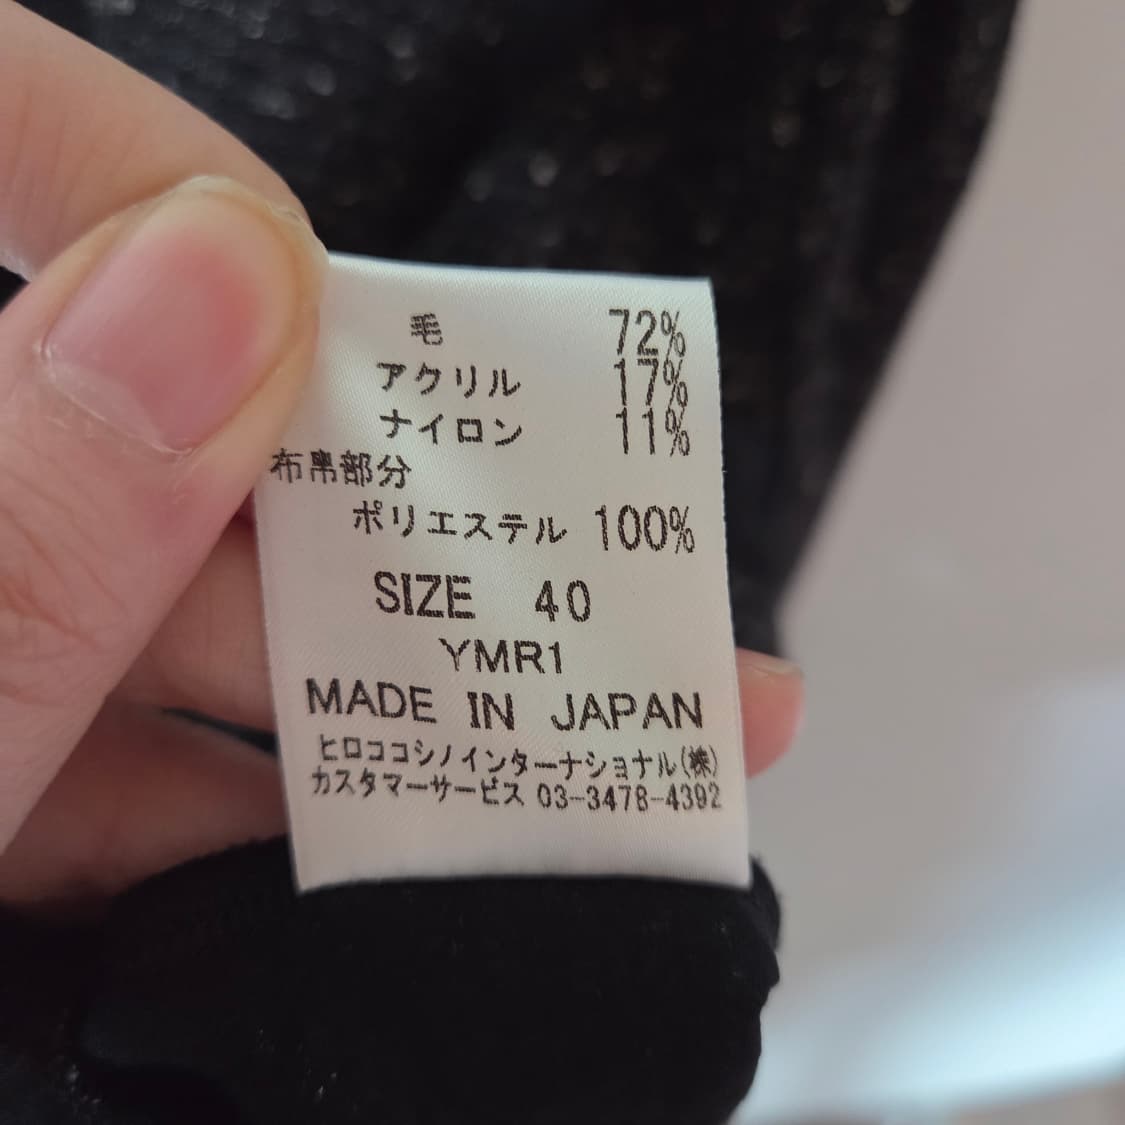 毛 72%
アクリル 17%
ナイロン 11%
布帛部分
ポリエステル 100%
SIZE 40
YMR1
MADE IN JAPAN
ヒロココシノインターナショナル(株)
カスタマーサービス 03-3478-4392